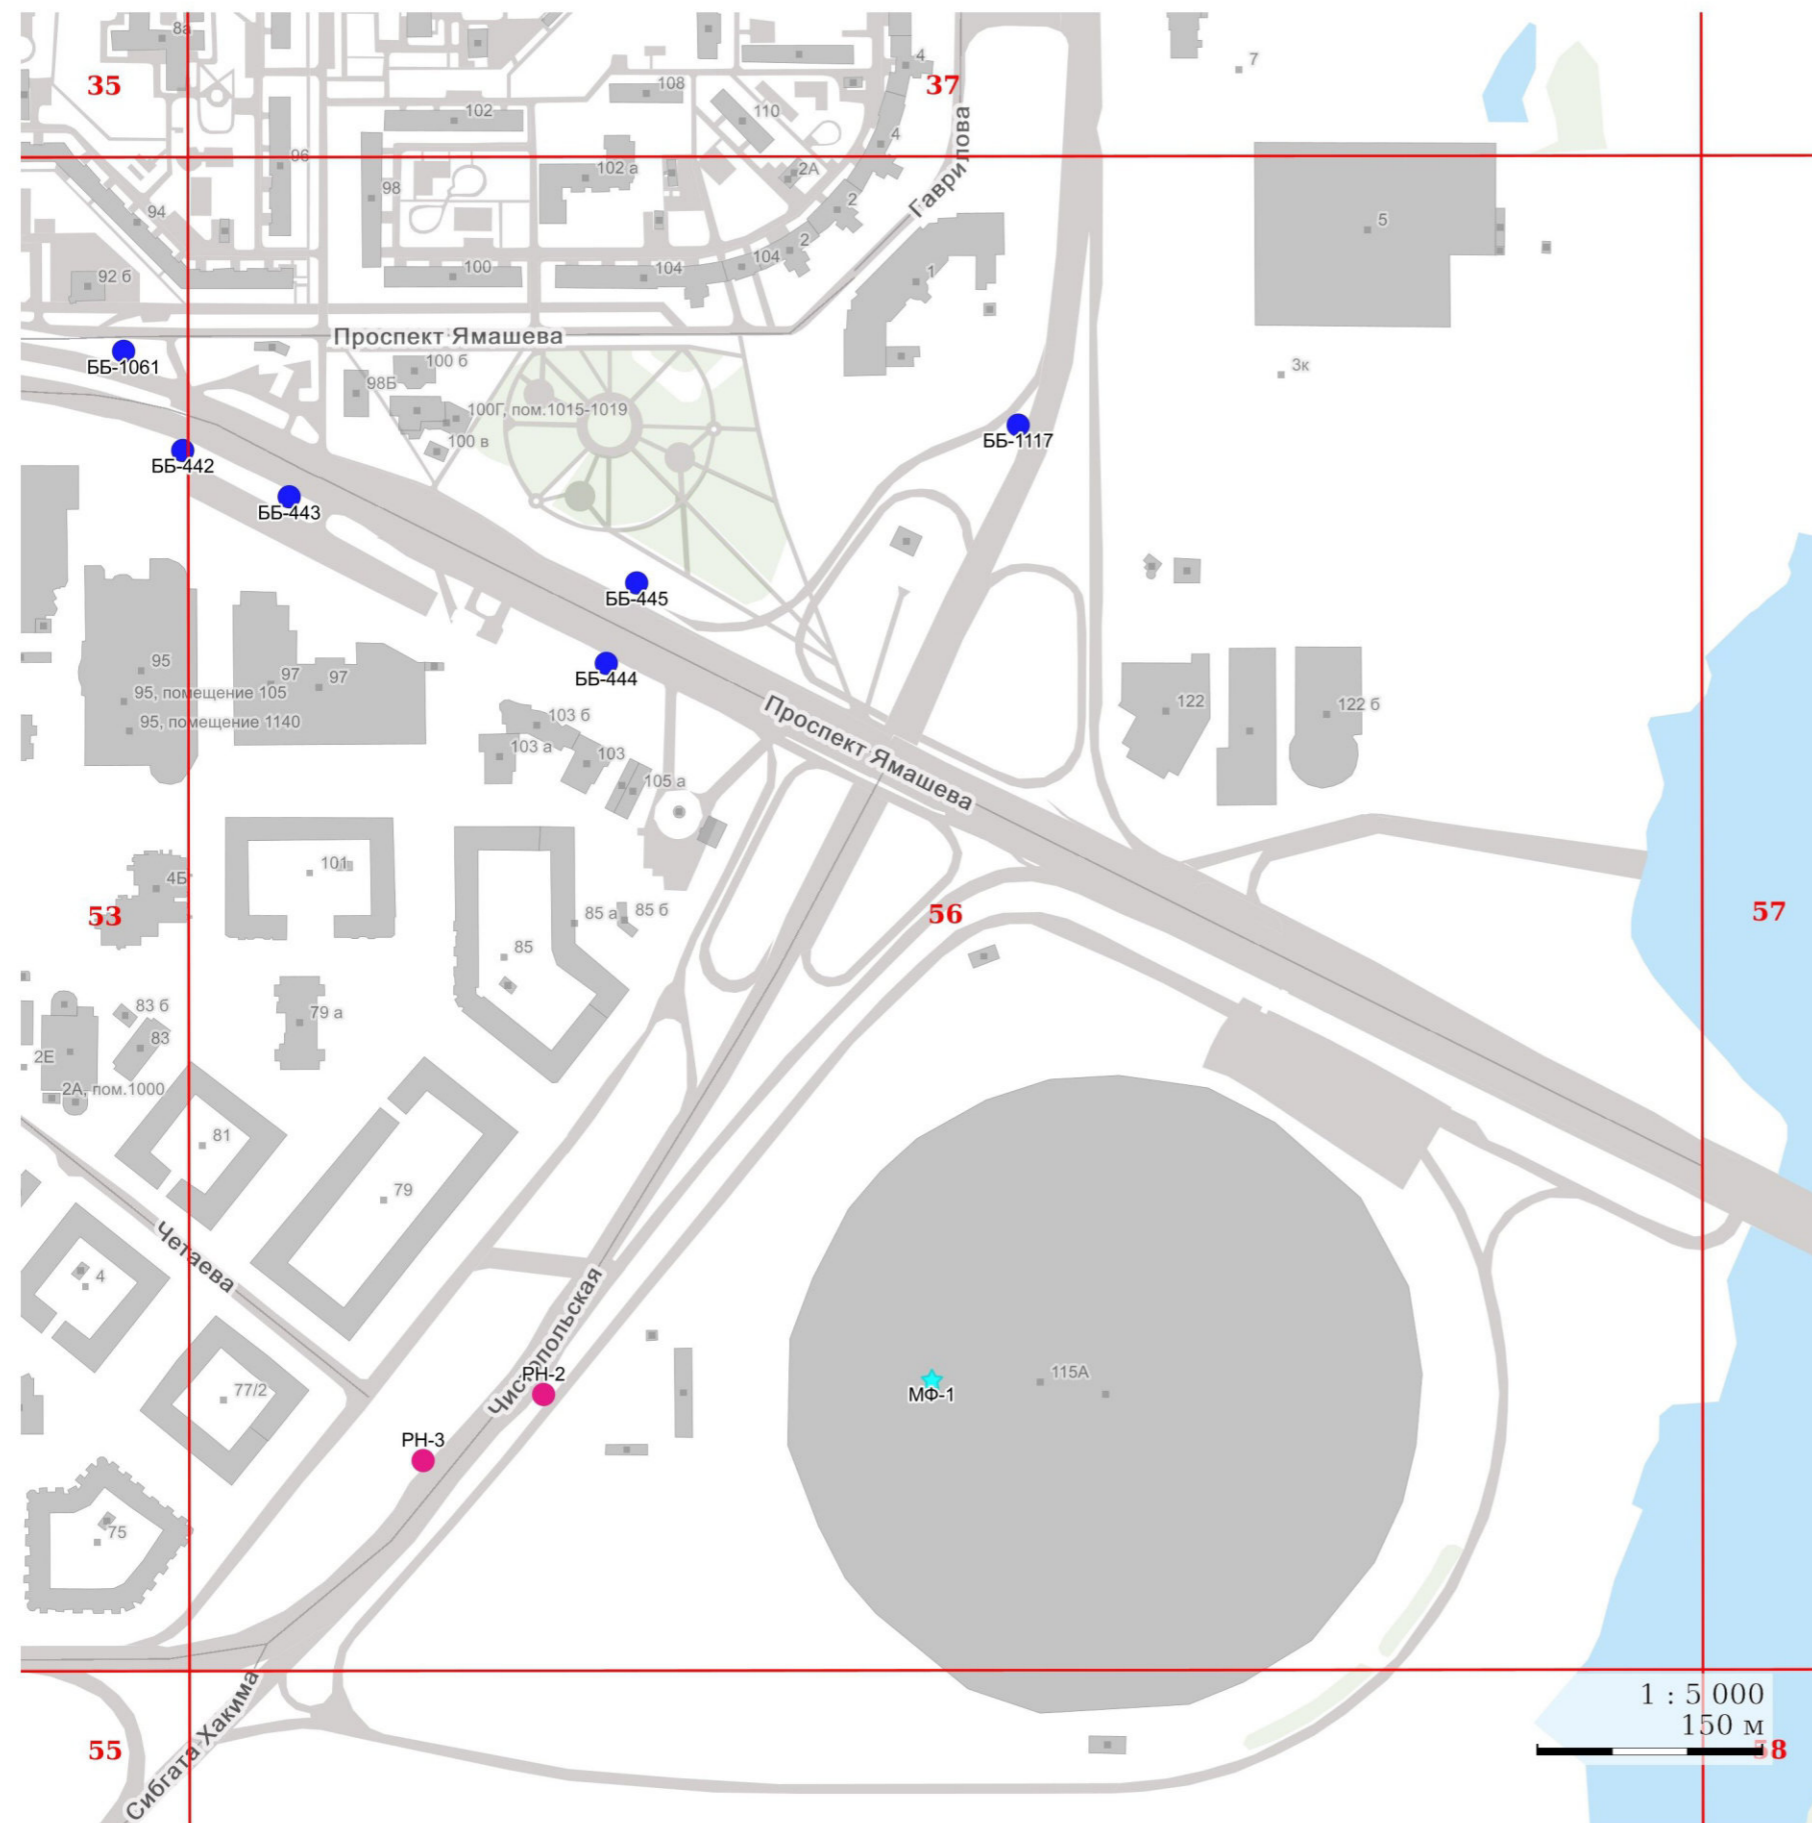 8а
35
108
4
37
7
102
110
4
96
98
102 а
2А
2
Гаврилова
5
94
2
92 б
100
104
104
1
Проспект Ямашева
ББ-1061
100 б
3к
98Б
100Г, пом.1015-1019
100 в
ББ-1117
ББ-442
ББ-443
ББ-445
95
97
97
ББ-444
95, помещение 105
95, помещение 1140
103 б
103 а
103
105 а
Проспект Ямашева
122
122 б
101
4Б
53
85 а
85 б
56
57
85
83 б
79 а
83
2Е
2А, пом.1000
81
79
Четаева
4
Чистопольская
77/2
РН-2
115А
МФ-1
РН-3
75
Сибгата Хакима
55
1 : 5 000
150 м
58